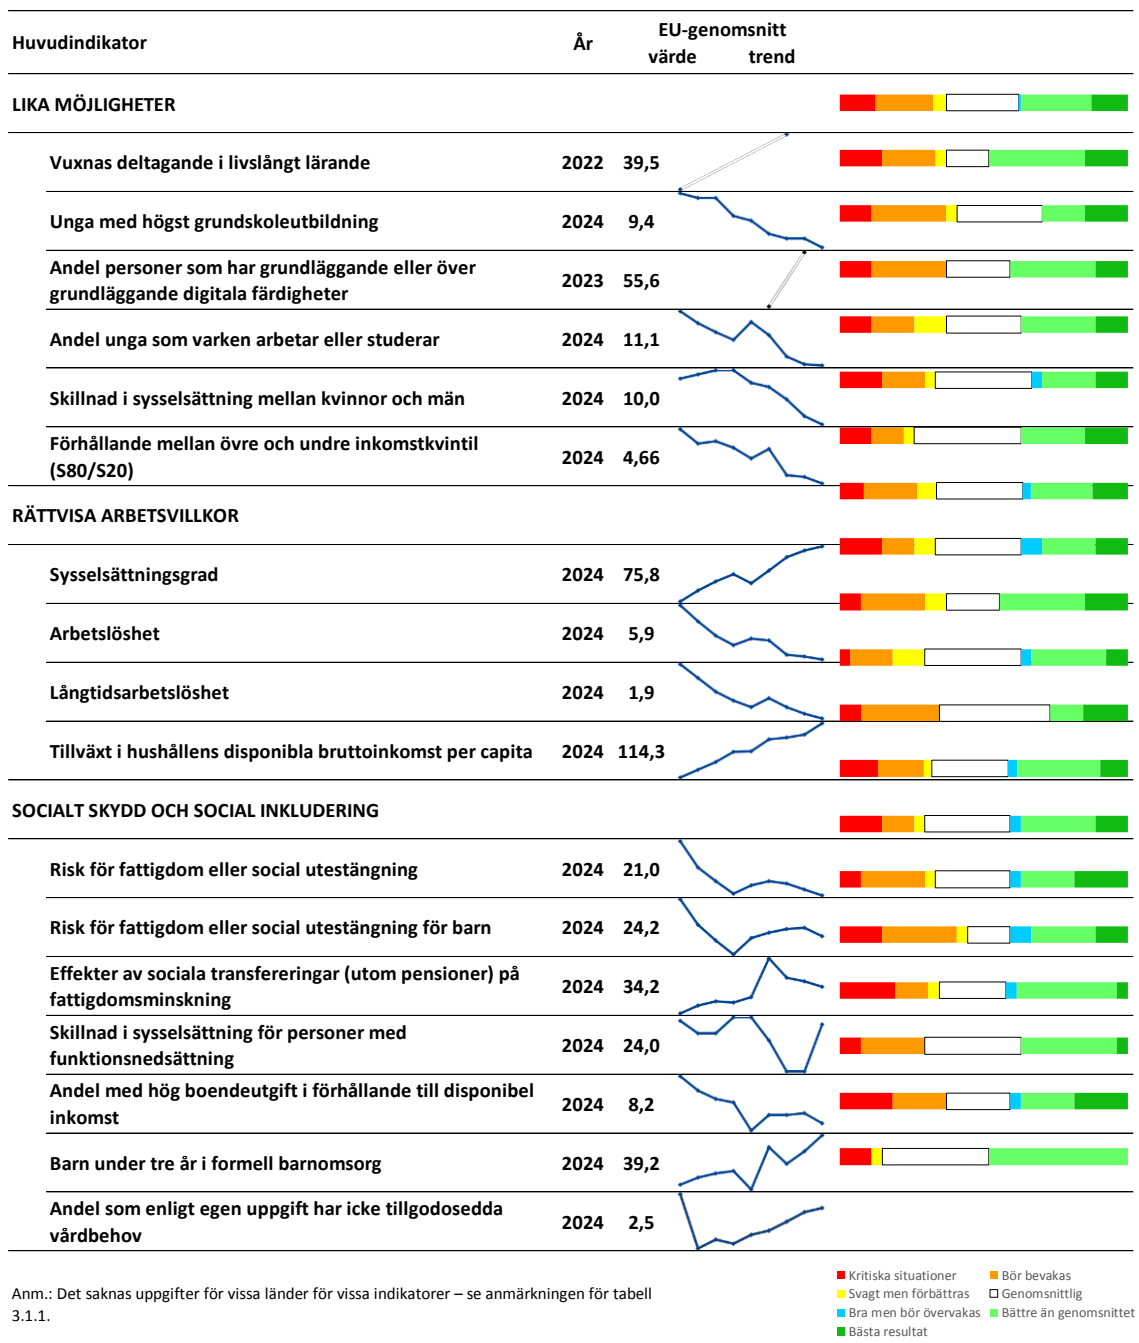 Huvudindikator År EU-genomsnitt
värde trend
LIKA MÖJLIGHETER
Vuxnas deltagande i livslångt lärande 2022 39,5
Unga med högst grundskoleutbildning 2024 9,4
Andel personer som har grundläggande eller över
grundläggande digitala färdigheter 2023 55,6
Andel unga som varken arbetar eller studerar 2024 11,1
Skillnad i sysselsättning mellan kvinnor och män 2024 10,0
Förhållande mellan övre och undre inkomstkvintil
(S80/S20) 2024 4,66
RÄTTVISA ARBETSVILLKOR
Sysselsättningsgrad 2024 75,8
Arbetslöshet 2024 5,9
Långtidsarbetslöshet 2024 1,9
Tillväxt i hushållens disponibla bruttoinkomst per capita 2024 114,3
SOCIALT SKYDD OCH SOCIAL INKLUDERING
Risk för fattigdom eller social utestängning 2024 21,0
Risk för fattigdom eller social utestängning för barn 2024 24,2
Effekter av sociala transfereringar (utom pensioner) på
fattigdomsminskning 2024 34,2
Skillnad i sysselsättning för personer med
funktionsnedsättning 2024 24,0
Andel med hög boendeutgift i förhållande till disponibel
inkomst 2024 8,2
Barn under tre år i formell barnomsorg 2024 39,2
Andel som enligt egen uppgift har icke tillgodosedda
vårdbehov 2024 2,5
Anm.: Det saknas uppgifter för vissa länder för vissa indikatorer – se anmärkningen för tabell
3.1.1.
Kritiska situationer Bör bevakas
Svagt men förbättras Genomsnittlig
Bra men bör övervakas Bättre än genomsnittet
Bästa resultat